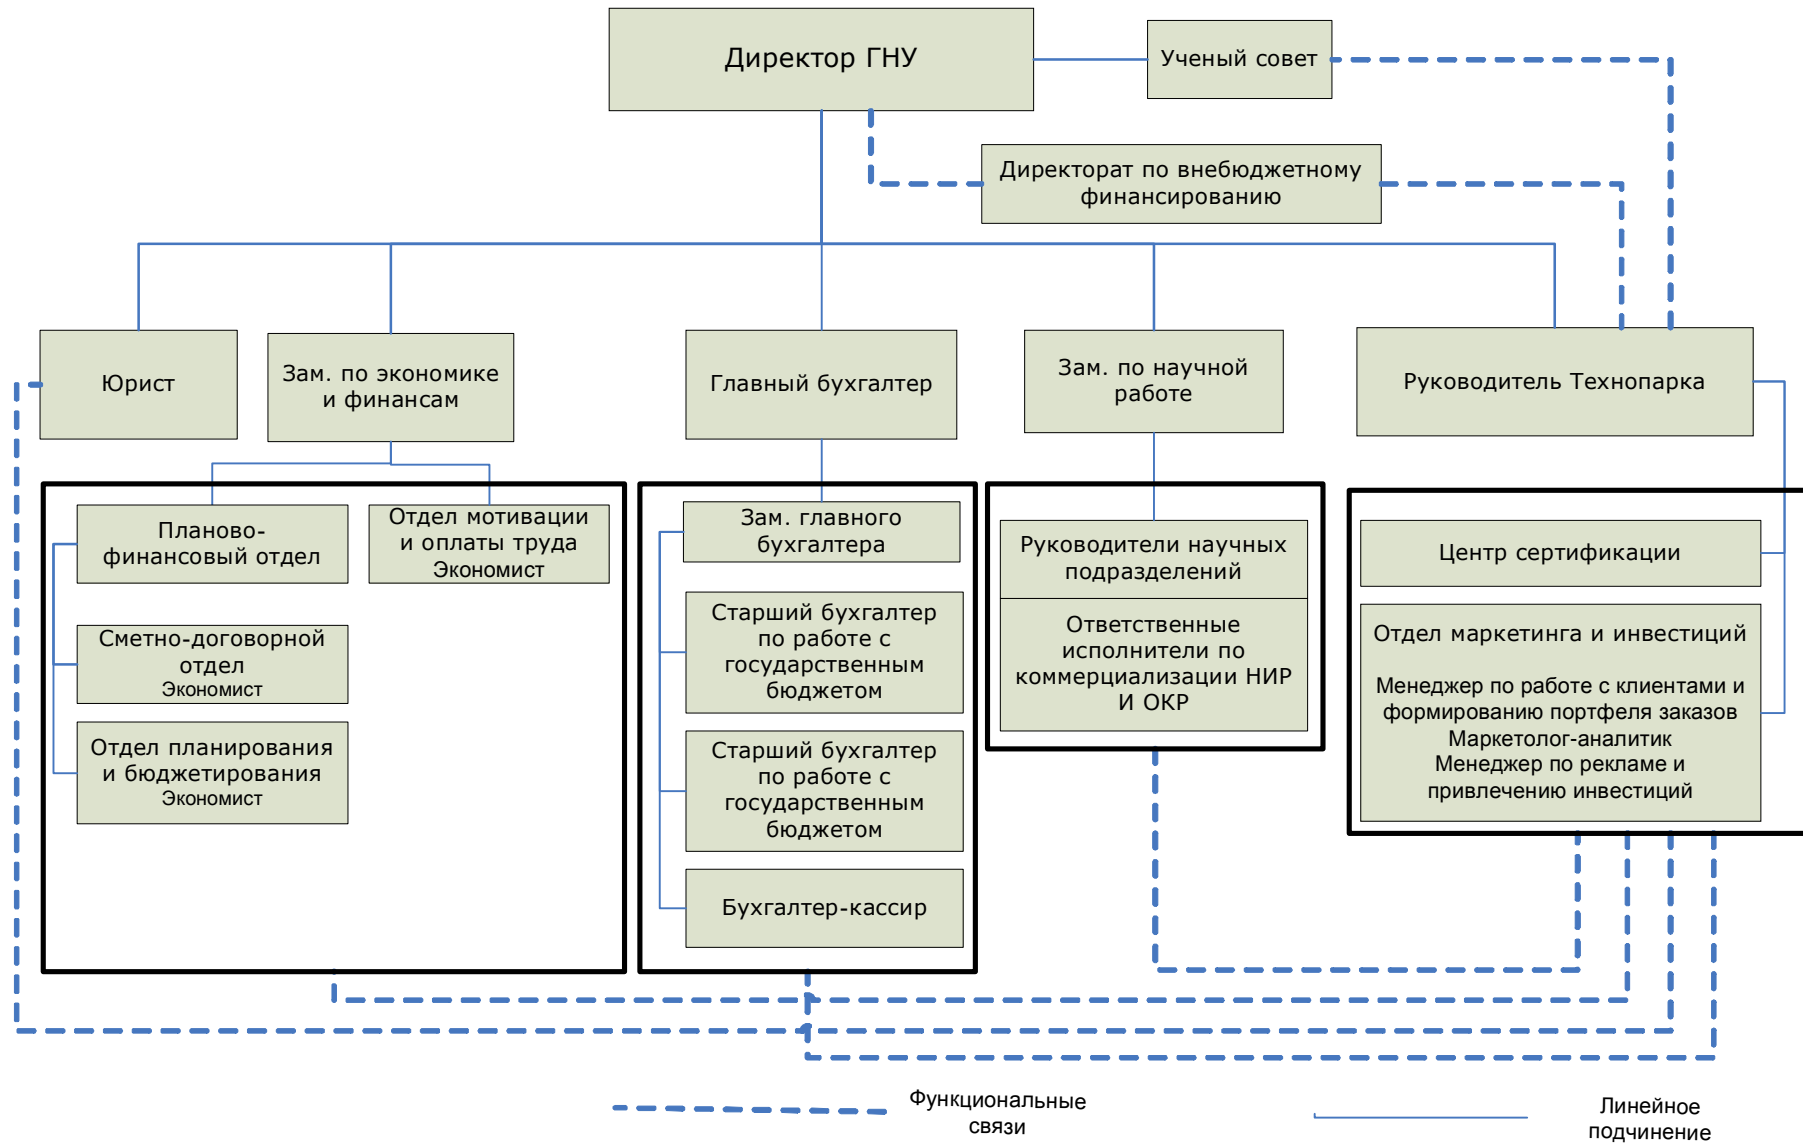 Директор ГНУ
Ученый совет
Директорат по внебюджетному
финансированию
Юрист
Зам. по экономике
и финансам
Главный бухгалтер
Зам. по научной
работе
Руководитель Технопарка
Планово-
финансовый отдел
Отдел мотивации
и оплаты труда
Экономист
Сметно-договорной
отдел
Экономист
Отдел планирования
и бюджетирования
Экономист
Зам. главного
бухгалтера
Старший бухгалтер
по работе с
государственным
бюджетом
Старший бухгалтер
по работе с
государственным
бюджетом
Бухгалтер-кассир
Руководители научных
подразделений
Ответственные
исполнители по
коммерциализации НИР
И ОКР
Центр сертификации
Отдел маркетинга и инвестиций
Менеджер по работе с клиентами и
формированию портфеля заказов
Маркетолог-аналитик
Менеджер по рекламе и
привлечению инвестиций
Функциональные
связи
Линейное
подчинение